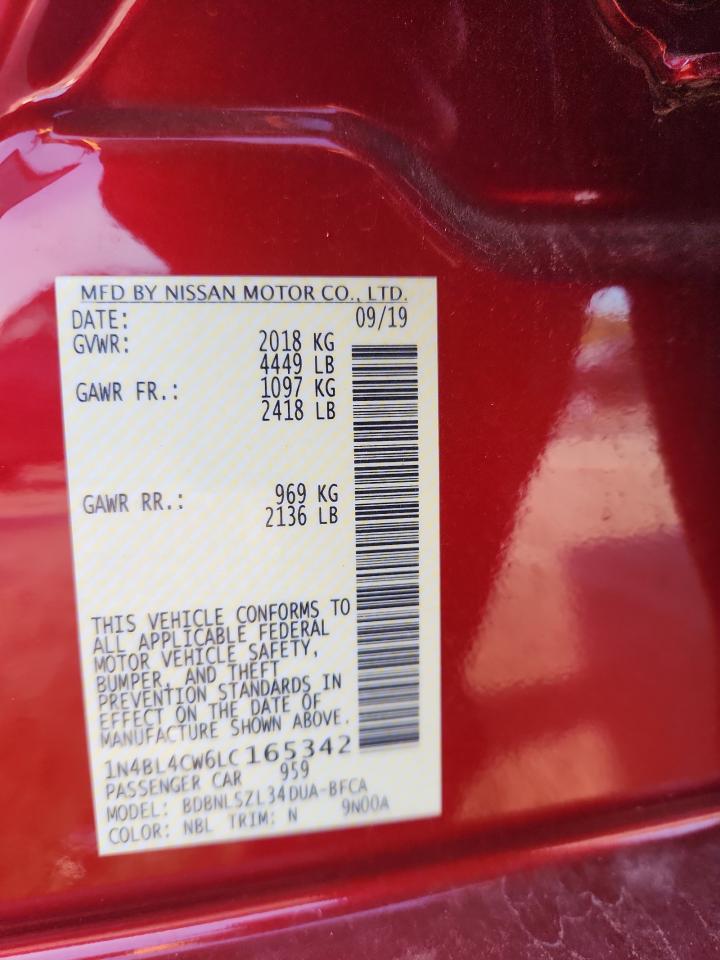 MFD BY NISSAN MOTOR CO., LTD.
DATE: 09/19
GVWR: 2018 KG
4449 LB
GAWR FR.: 1097 KG
2418 LB
GAWR RR.: 969 KG
2136 LB
THIS VEHICLE CONFORMS TO
ALL APPLICABLE FEDERAL
MOTOR VEHICLE SAFETY,
BUMPER, AND THEFT
PREVENTION STANDARDS IN
EFFECT ON THE DATE OF
MANUFACTURE SHOWN ABOVE.
1N4BL4CW6LC165342
PASSENGER CAR 959
MODEL: BDBNLSZL34DUA-BFCA
COLOR: NBL TRIM: N 9N00A